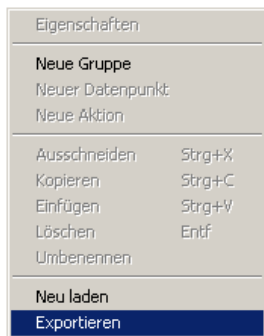 Eigenschaften
Neue Gruppe
Neuer Datenpunkt
Neue Aktion
Ausschneiden Strg+X
Kopieren Strg+C
Einfügen Strg+V
Löschen Entf
Umbenennen
Neu laden
Exportieren